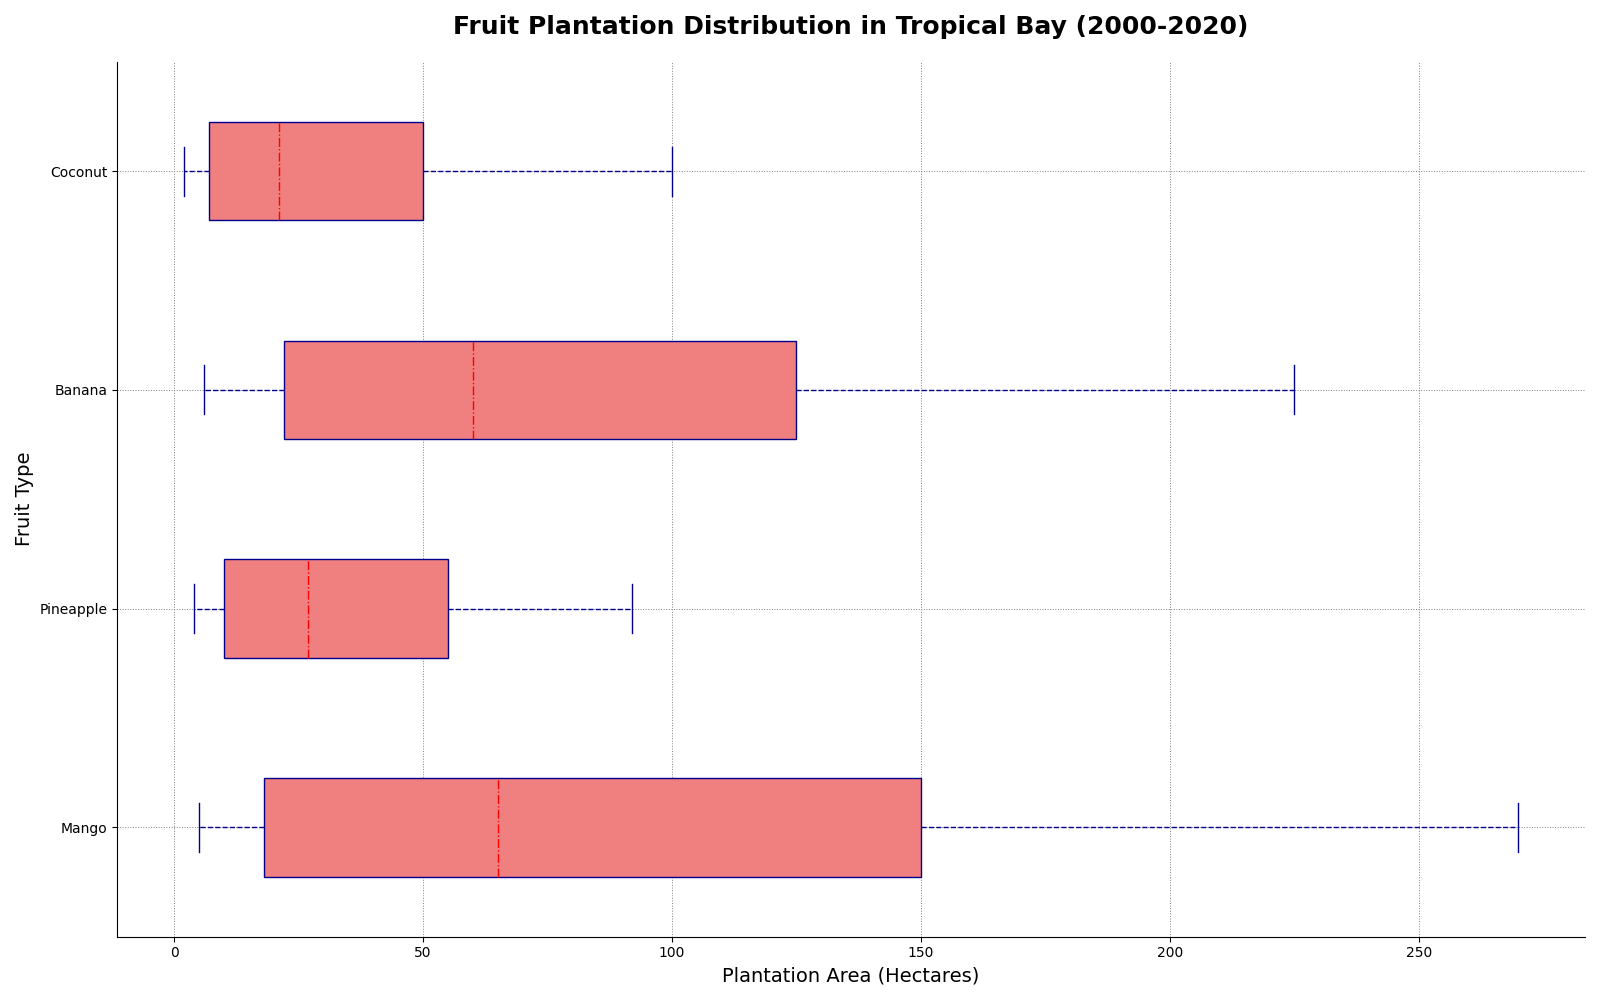 Fruit Plantation Distribution in Tropical Bay (2000-2020)
Fruit Type
Coconut
Banana
Pineapple
Mango
0 50 100 150 200 250
Plantation Area (Hectares)